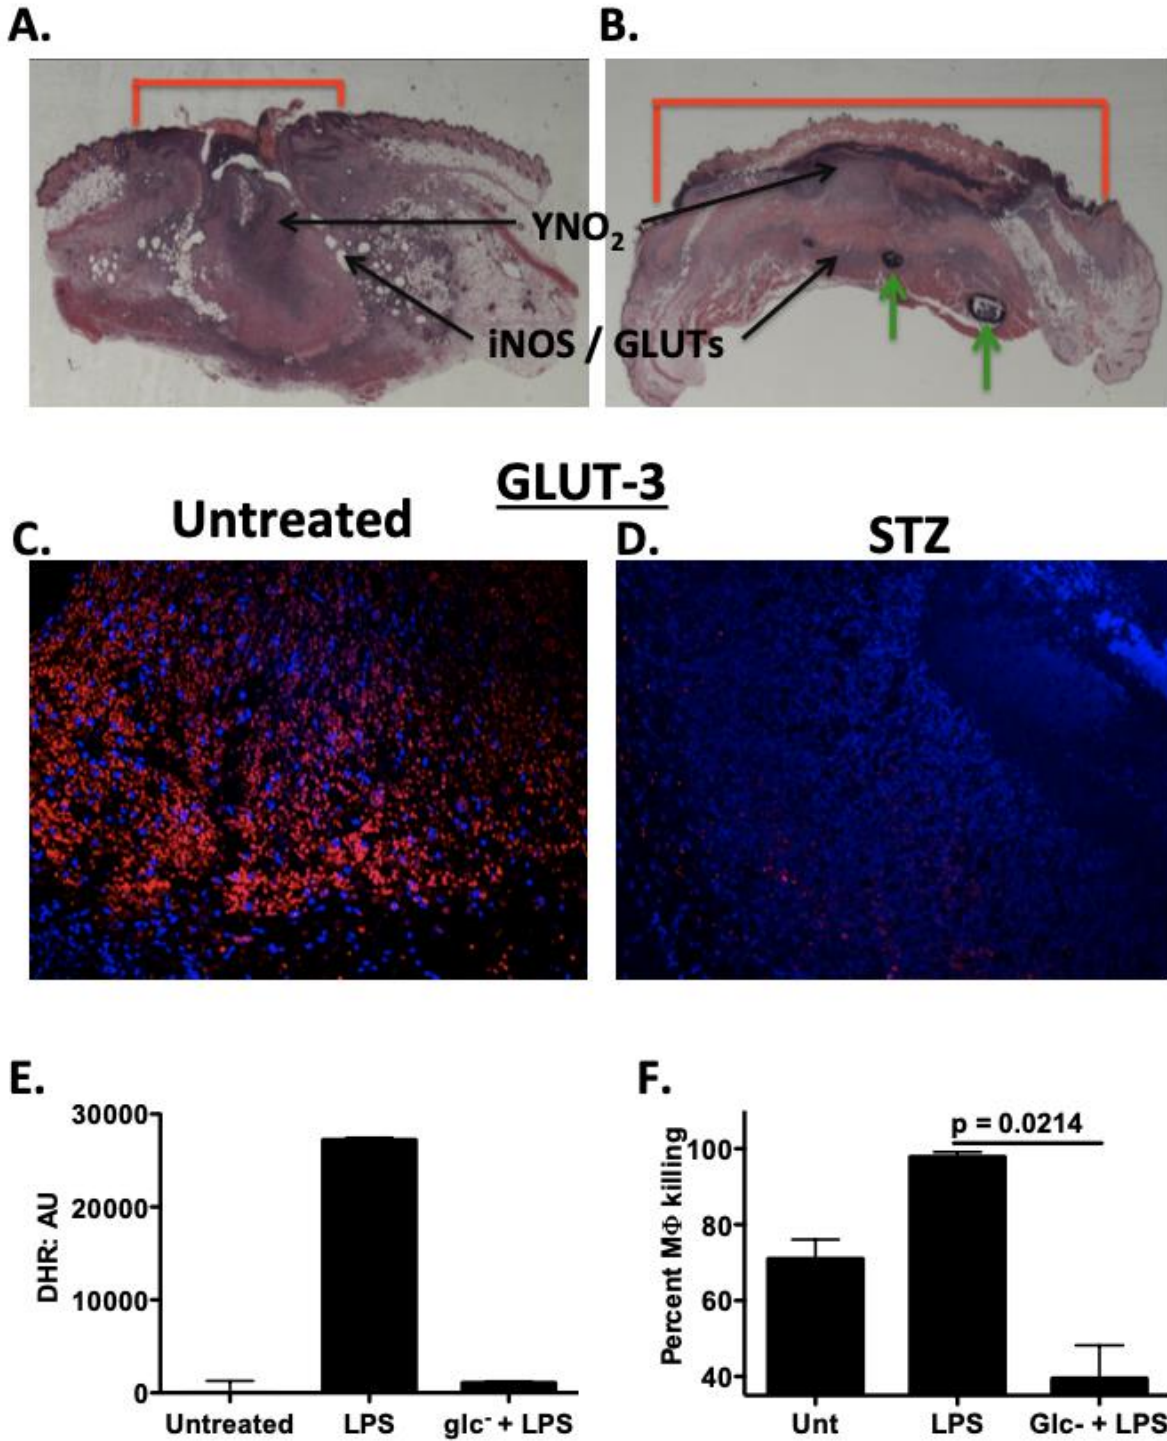 A.
B.
YNO₂
iNOS / GLUTs
GLUT-3
Untreated
STZ
C.
D.
E.
30000
20000
10000
0
DHR: AU
Untreated
LPS
glc⁻ + LPS
F.
p = 0.0214
100
80
60
40
Percent MΦ killing
Unt
LPS
Glc- + LPS